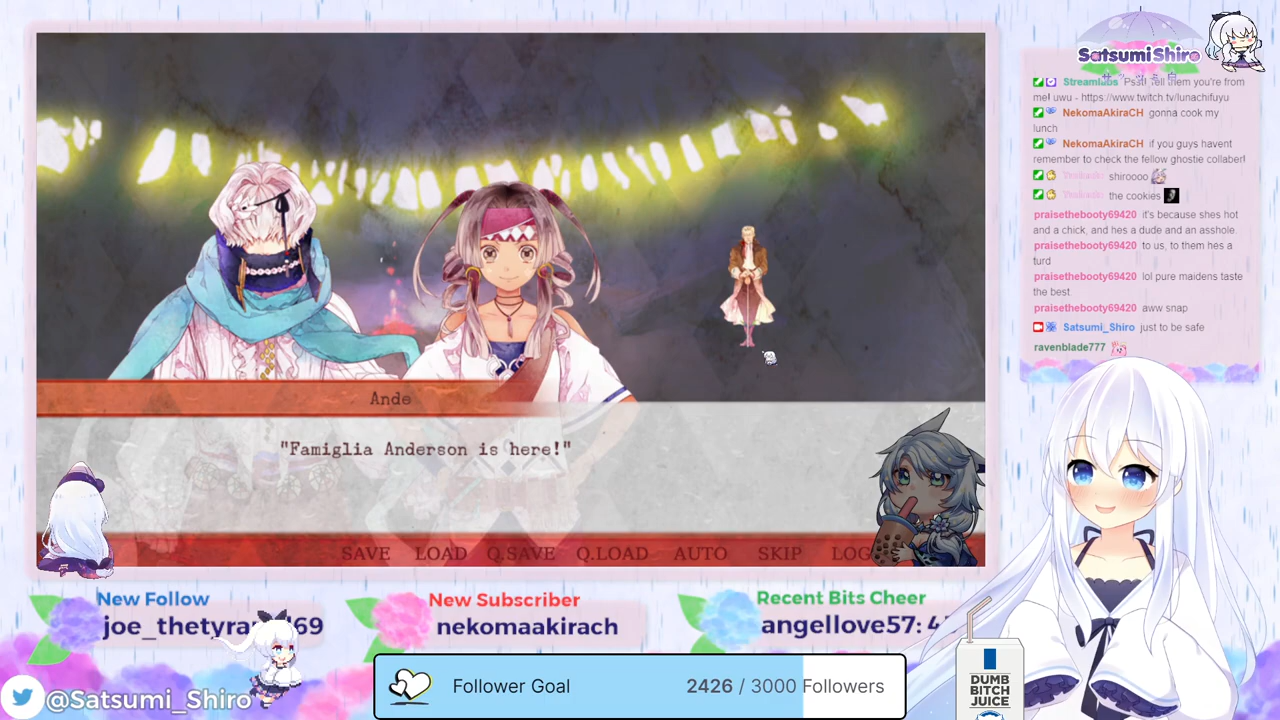 SatsumiShiro
Streamlabs Psst! Tell them you're from
me! uwu - https://www.twitch.tv/lunachifuyu
NekomaAkiraCH gonna cook my
lunch
NekomaAkiraCH if you guys havent
remember to check the fellow ghostie collaber!
shiroooo
the cookies
praisethebooty69420 it's because shes hot
and a chick, and hes a dude and an asshole.
praisethebooty69420 to us, to them hes a
turd
praisethebooty69420 lol pure maidens taste
the best.
praisethebooty69420 aww snap
Satsumi_Shiro just to be safe
ravenblade777
Ande
"Famiglia Anderson is here!"
SAVE LOAD Q.SAVE Q.LOAD AUTO SKIP LOG
New Follow
New Subscriber
nekomaakirach
Recent Bits Cheer
angellove57:
Follower Goal 2426 / 3000 Followers
@Satsumi_Shiro
DUMB
BITCH
JUICE